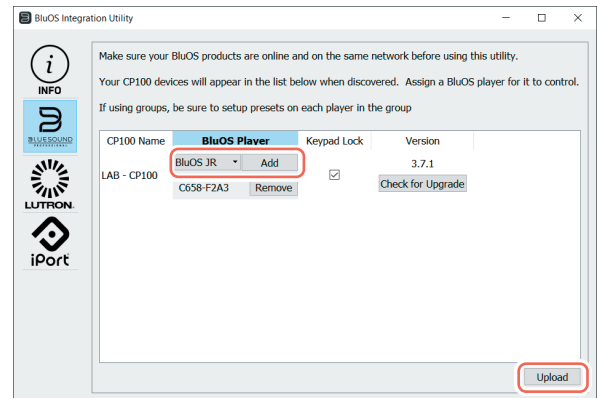 BluOS Integration Utility
INFO
BLUESOUND
PROFESSIONAL
LUTRON.
iPort
Make sure your BluOS products are online and on the same network before using this utility.
Your CP100 devices will appear in the list below when discovered. Assign a BluOS player for it to control.
If using groups, be sure to setup presets on each player in the group
CP100 Name BluOS Player Keypad Lock Version
BluOS JR Add 3.7.1
LAB - CP100
C658-F2A3 Remove Check for Upgrade
Upload